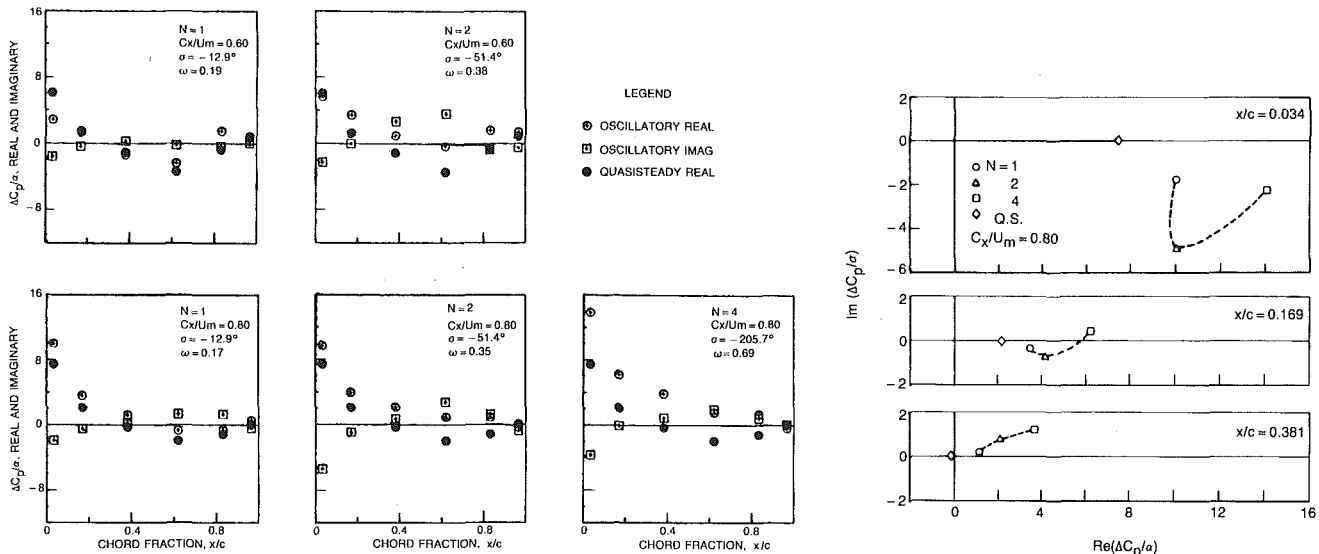 ΔCp/α, REAL AND IMAGINARY
16
8
0
−8
N=1
Cx/Um=0.60
σ=−12.9°
ω=0.19
N=2
Cx/Um=0.60
σ=−51.4°
ω=0.38
LEGEND
OSCILLATORY REAL
OSCILLATORY IMAG
QUASISTEADY REAL
ΔCp/α, REAL AND IMAGINARY
16
8
0
−8
N=1
Cx/Um=0.80
σ=−12.9°
ω=0.17
0 0.4 0.8
CHORD FRACTION, x/c
N=2
Cx/Um=0.80
σ=−51.4°
ω=0.35
0 0.4 0.8
CHORD FRACTION, x/c
N=4
Cx/Um=0.80
σ=−205.7°
ω=0.69
0 0.4 0.8
CHORD FRACTION, x/c
Im (ΔCp/α)
2
0
−2
−4
−6
x/c=0.034
N=1
2
4
Q.S.
Cx/Um=0.80
2
0
−2
x/c=0.169
2
0
−2
x/c=0.381
0 4 8 12 16
Re(ΔCp/α)